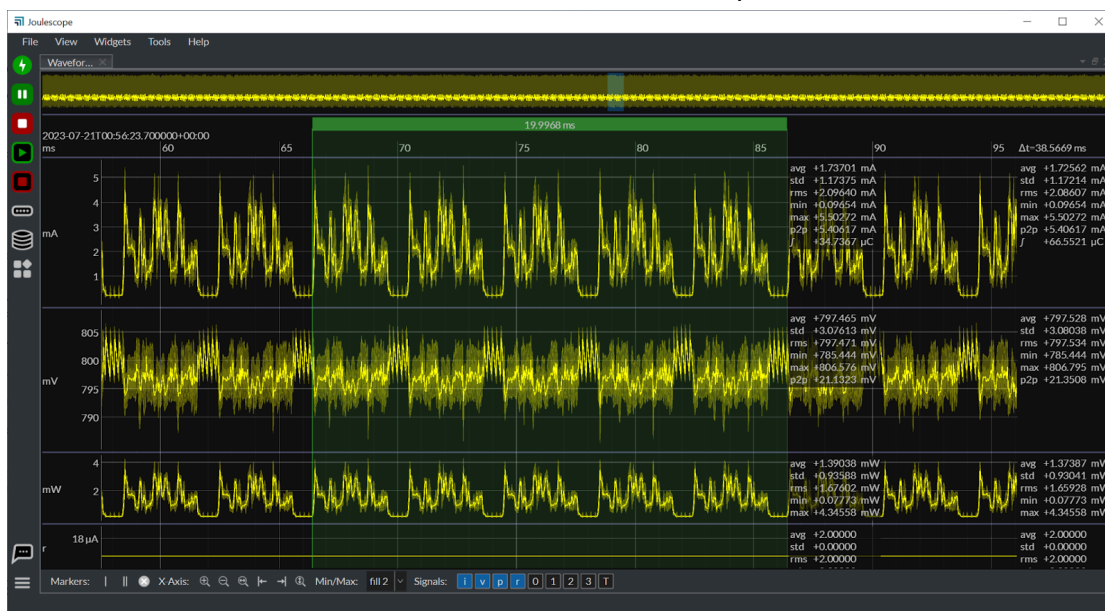 Joulescope
File View Widgets Tools Help
Wavefor...
19.9968 ms
2023-07-21T00:56:23.700000+00:00
ms 60 65 70 75 80 85 90 95 Δt=38.5669 ms
mA
5
4
3
2
1
avg +1.73701 mA
std +1.17375 mA
rms +2.09640 mA
min +0.09654 mA
max +5.50272 mA
p2p +5.40617 mA
∫ +34.7367 µC
avg +1.72562 mA
std +1.17214 mA
rms +2.08607 mA
min +0.09654 mA
max +5.50272 mA
p2p +5.40617 mA
∫ +66.5521 µC
mV
805
800
795
790
avg +797.465 mV
std +3.07613 mV
rms +797.471 mV
min +785.444 mV
max +806.576 mV
p2p +21.1323 mV
avg +797.528 mV
std +3.08038 mV
rms +797.534 mV
min +785.444 mV
max +806.795 mV
p2p +21.3508 mV
mW
4
2
avg +1.39038 mW
std +0.93588 mW
rms +1.67602 mW
min +0.07773 mW
max +4.34558 mW
avg +1.37387 mW
std +0.93041 mW
rms +1.65928 mW
min +0.07773 mW
max +4.34558 mW
r
18 µA
avg +2.00000
std +0.00000
rms +2.00000
avg +2.00000
std +0.00000
rms +2.00000
Markers: X Axis: Min/Max: fill 2 Signals: i v p r 0 1 2 3 T